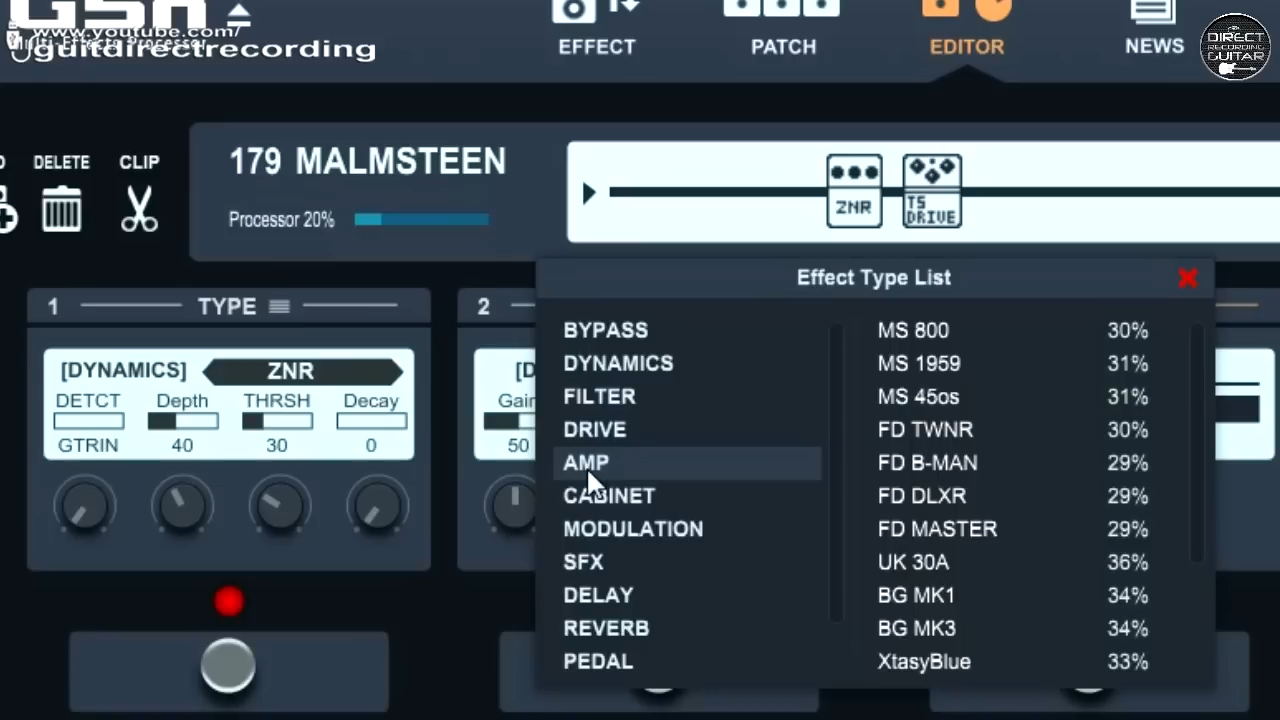 www.youtube.com/
Multi-Effects Processor
guitdirectrecording
EFFECT
PATCH
EDITOR
NEWS
DIRECT
RECORDING
GUITAR
DELETE
CLIP
179 MALMSTEEN
Processor 20%
ZNR
TS
DRIVE
Effect Type List
1 TYPE
2
[DYNAMICS] ZNR
DETCT Depth THRSH Decay
GTRIN 40 30 0
[D
Gain
50
BYPASS
DYNAMICS
FILTER
DRIVE
AMP
CABINET
MODULATION
SFX
DELAY
REVERB
PEDAL
MS 800 30%
MS 1959 31%
MS 45os 31%
FD TWNR 30%
FD B-MAN 29%
FD DLXR 29%
FD MASTER 29%
UK 30A 36%
BG MK1 34%
BG MK3 34%
XtasyBlue 33%